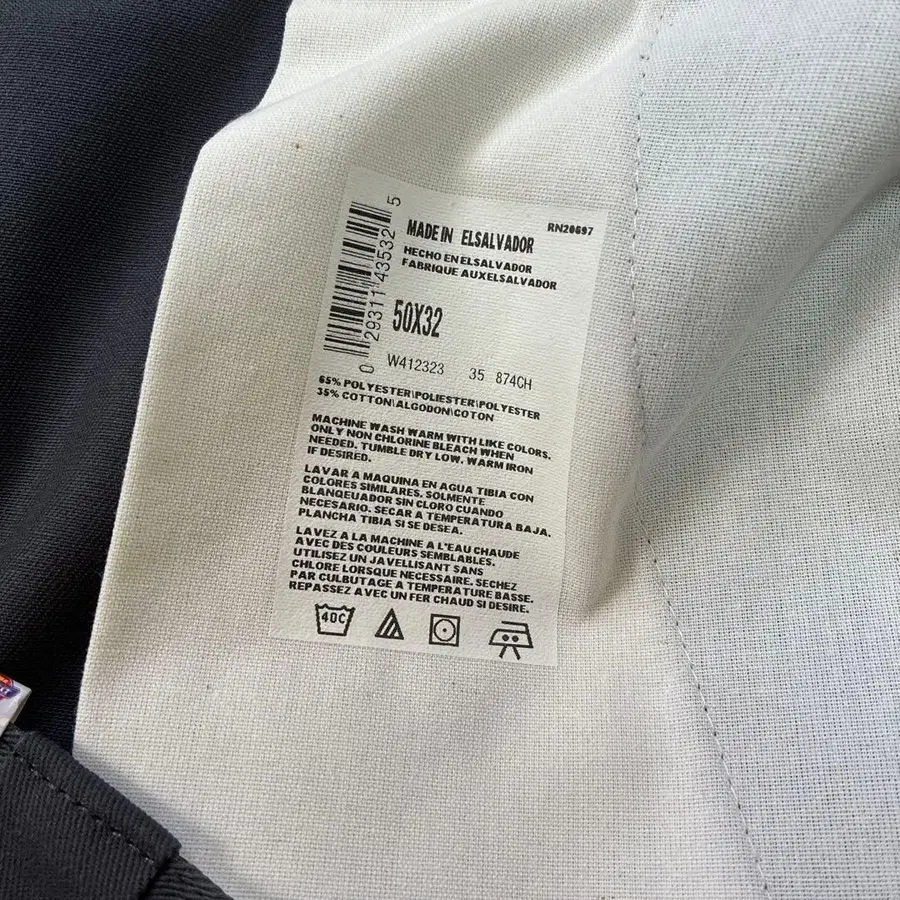 RN20697
MADE IN ELSALVADOR
HECHO EN ELSALVADOR
FABRIQUE AUXELSALVADOR
0 29311 43532 5
50X32
W412323 35 874CH
65% POLYESTER\POLIESTER\POLYESTER
35% COTTON\ALGODON\COTON
MACHINE WASH WARM WITH LIKE COLORS.
ONLY NON CHLORINE BLEACH WHEN
NEEDED. TUMBLE DRY LOW. WARM IRON
IF DESIRED.
LAVAR A MAQUINA EN AGUA TIBIA CON
COLORES SIMILARES. SOLMENTE
BLANQEUADOR SIN CLORO CUANDO
NECESARIO. SECAR A TEMPERATURA BAJA.
PLANCHA TIBIA SI SE DESEA.
LAVEZ A LA MACHINE A L'EAU CHAUDE
AVEC DES COULEURS SEMBLABLES.
UTILISEZ UN JAVELLISANT SANS
CHLORE LORSQUE NECESSAIRE. SECHEZ
PAR CULBUTAGE A TEMPERATURE BASSE.
REPASSEZ AVEC UN FER CHAUD SI DESIRE.
40C